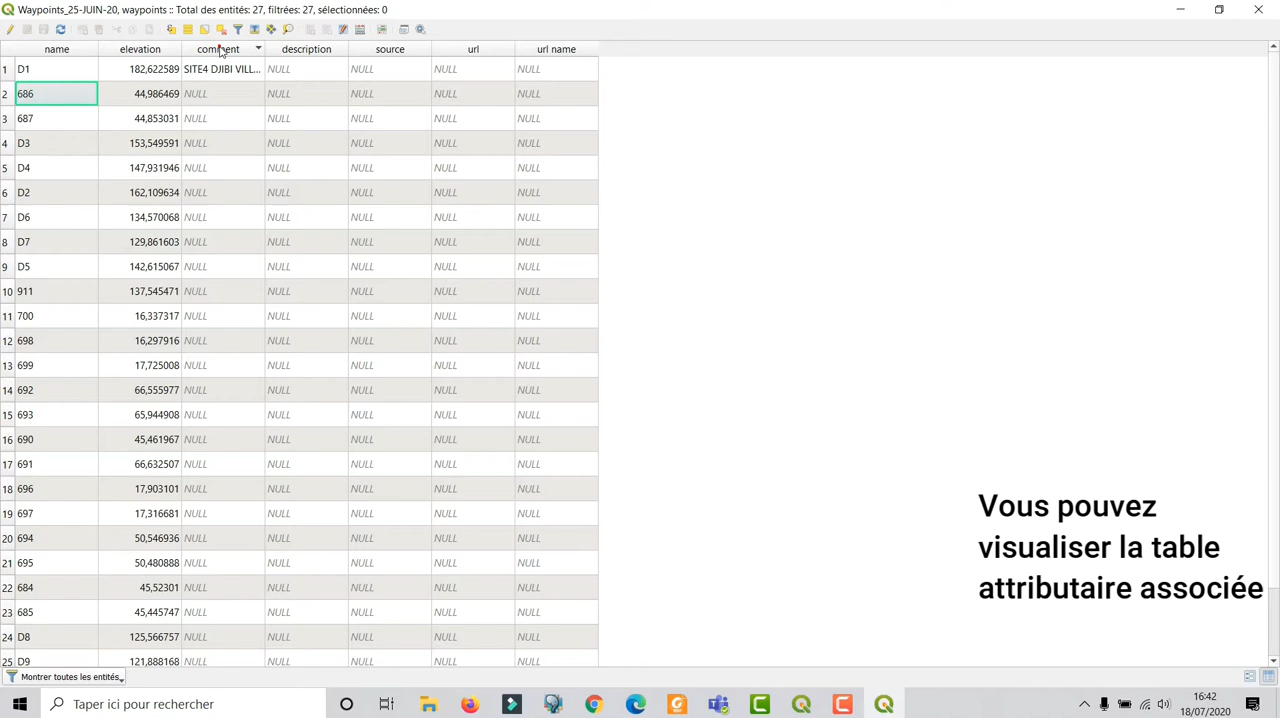 Waypoints_25-JUIN-20, waypoints :: Total des entités: 27, filtrées: 27, sélectionnées: 0
name elevation comment description source url url name
1 D1 182,622589 SITE4 DJIBI VILL... NULL NULL NULL NULL
2 686 44,986469 NULL NULL NULL NULL NULL
3 687 44,853031 NULL NULL NULL NULL NULL
4 D3 153,549591 NULL NULL NULL NULL NULL
5 D4 147,931946 NULL NULL NULL NULL NULL
6 D2 162,109634 NULL NULL NULL NULL NULL
7 D6 134,570068 NULL NULL NULL NULL NULL
8 D7 129,861603 NULL NULL NULL NULL NULL
9 D5 142,615067 NULL NULL NULL NULL NULL
10 911 137,545471 NULL NULL NULL NULL NULL
11 700 16,337317 NULL NULL NULL NULL NULL
12 698 16,297916 NULL NULL NULL NULL NULL
13 699 17,725008 NULL NULL NULL NULL NULL
14 692 66,555977 NULL NULL NULL NULL NULL
15 693 65,944908 NULL NULL NULL NULL NULL
16 690 45,461967 NULL NULL NULL NULL NULL
17 691 66,632507 NULL NULL NULL NULL NULL
18 696 17,903101 NULL NULL NULL NULL NULL
19 697 17,316681 NULL NULL NULL NULL NULL
20 694 50,546936 NULL NULL NULL NULL NULL
21 695 50,480888 NULL NULL NULL NULL NULL
22 684 45,52301 NULL NULL NULL NULL NULL
23 685 45,445747 NULL NULL NULL NULL NULL
24 D8 125,566757 NULL NULL NULL NULL NULL
25 D9 121,888168 NULL NULL NULL NULL NULL
Vous pouvez
visualiser la table
attributaire associée
Montrer toutes les entités
Taper ici pour rechercher
16:42
18/07/2020